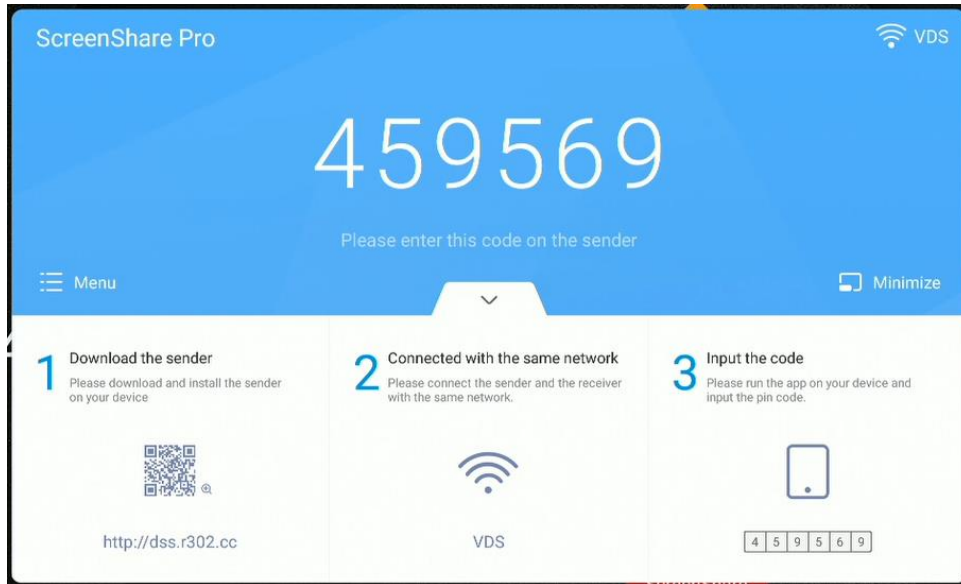 ScreenShare Pro
VDS
459569
Please enter this code on the sender
Menu
Minimize
1
Download the sender
Please download and install the sender
on your device
http://dss.r302.cc
2
Connected with the same network
Please connect the sender and the receiver
with the same network.
VDS
3
Input the code
Please run the app on your device and
input the pin code.
4 5 9 5 6 9